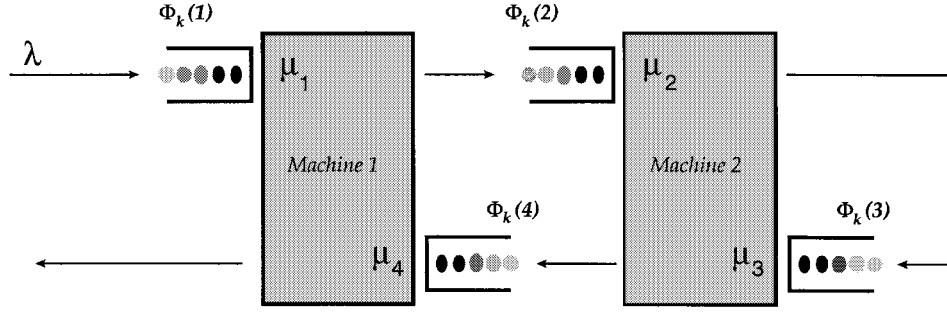 Φk(1)
Φk(2)
λ
μ1
μ2
Machine 1
Machine 2
Φk(4)
Φk(3)
μ4
μ3